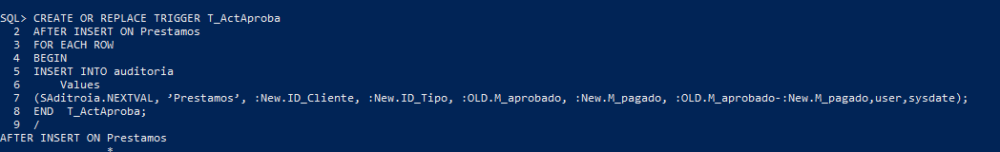 SQL> CREATE OR REPLACE TRIGGER T_ActAproba
2 AFTER INSERT ON Prestamos
3 FOR EACH ROW
4 BEGIN
5 INSERT INTO auditoria
6 Values
7 (SAditroia.NEXTVAL, ’Prestamos’, :New.ID_Cliente, :New.ID_Tipo, :OLD.M_aprobado, :New.M_pagado, :OLD.M_aprobado-:New.M_pagado,user,sysdate);
8 END T_ActAproba;
9 /
AFTER INSERT ON Prestamos
*